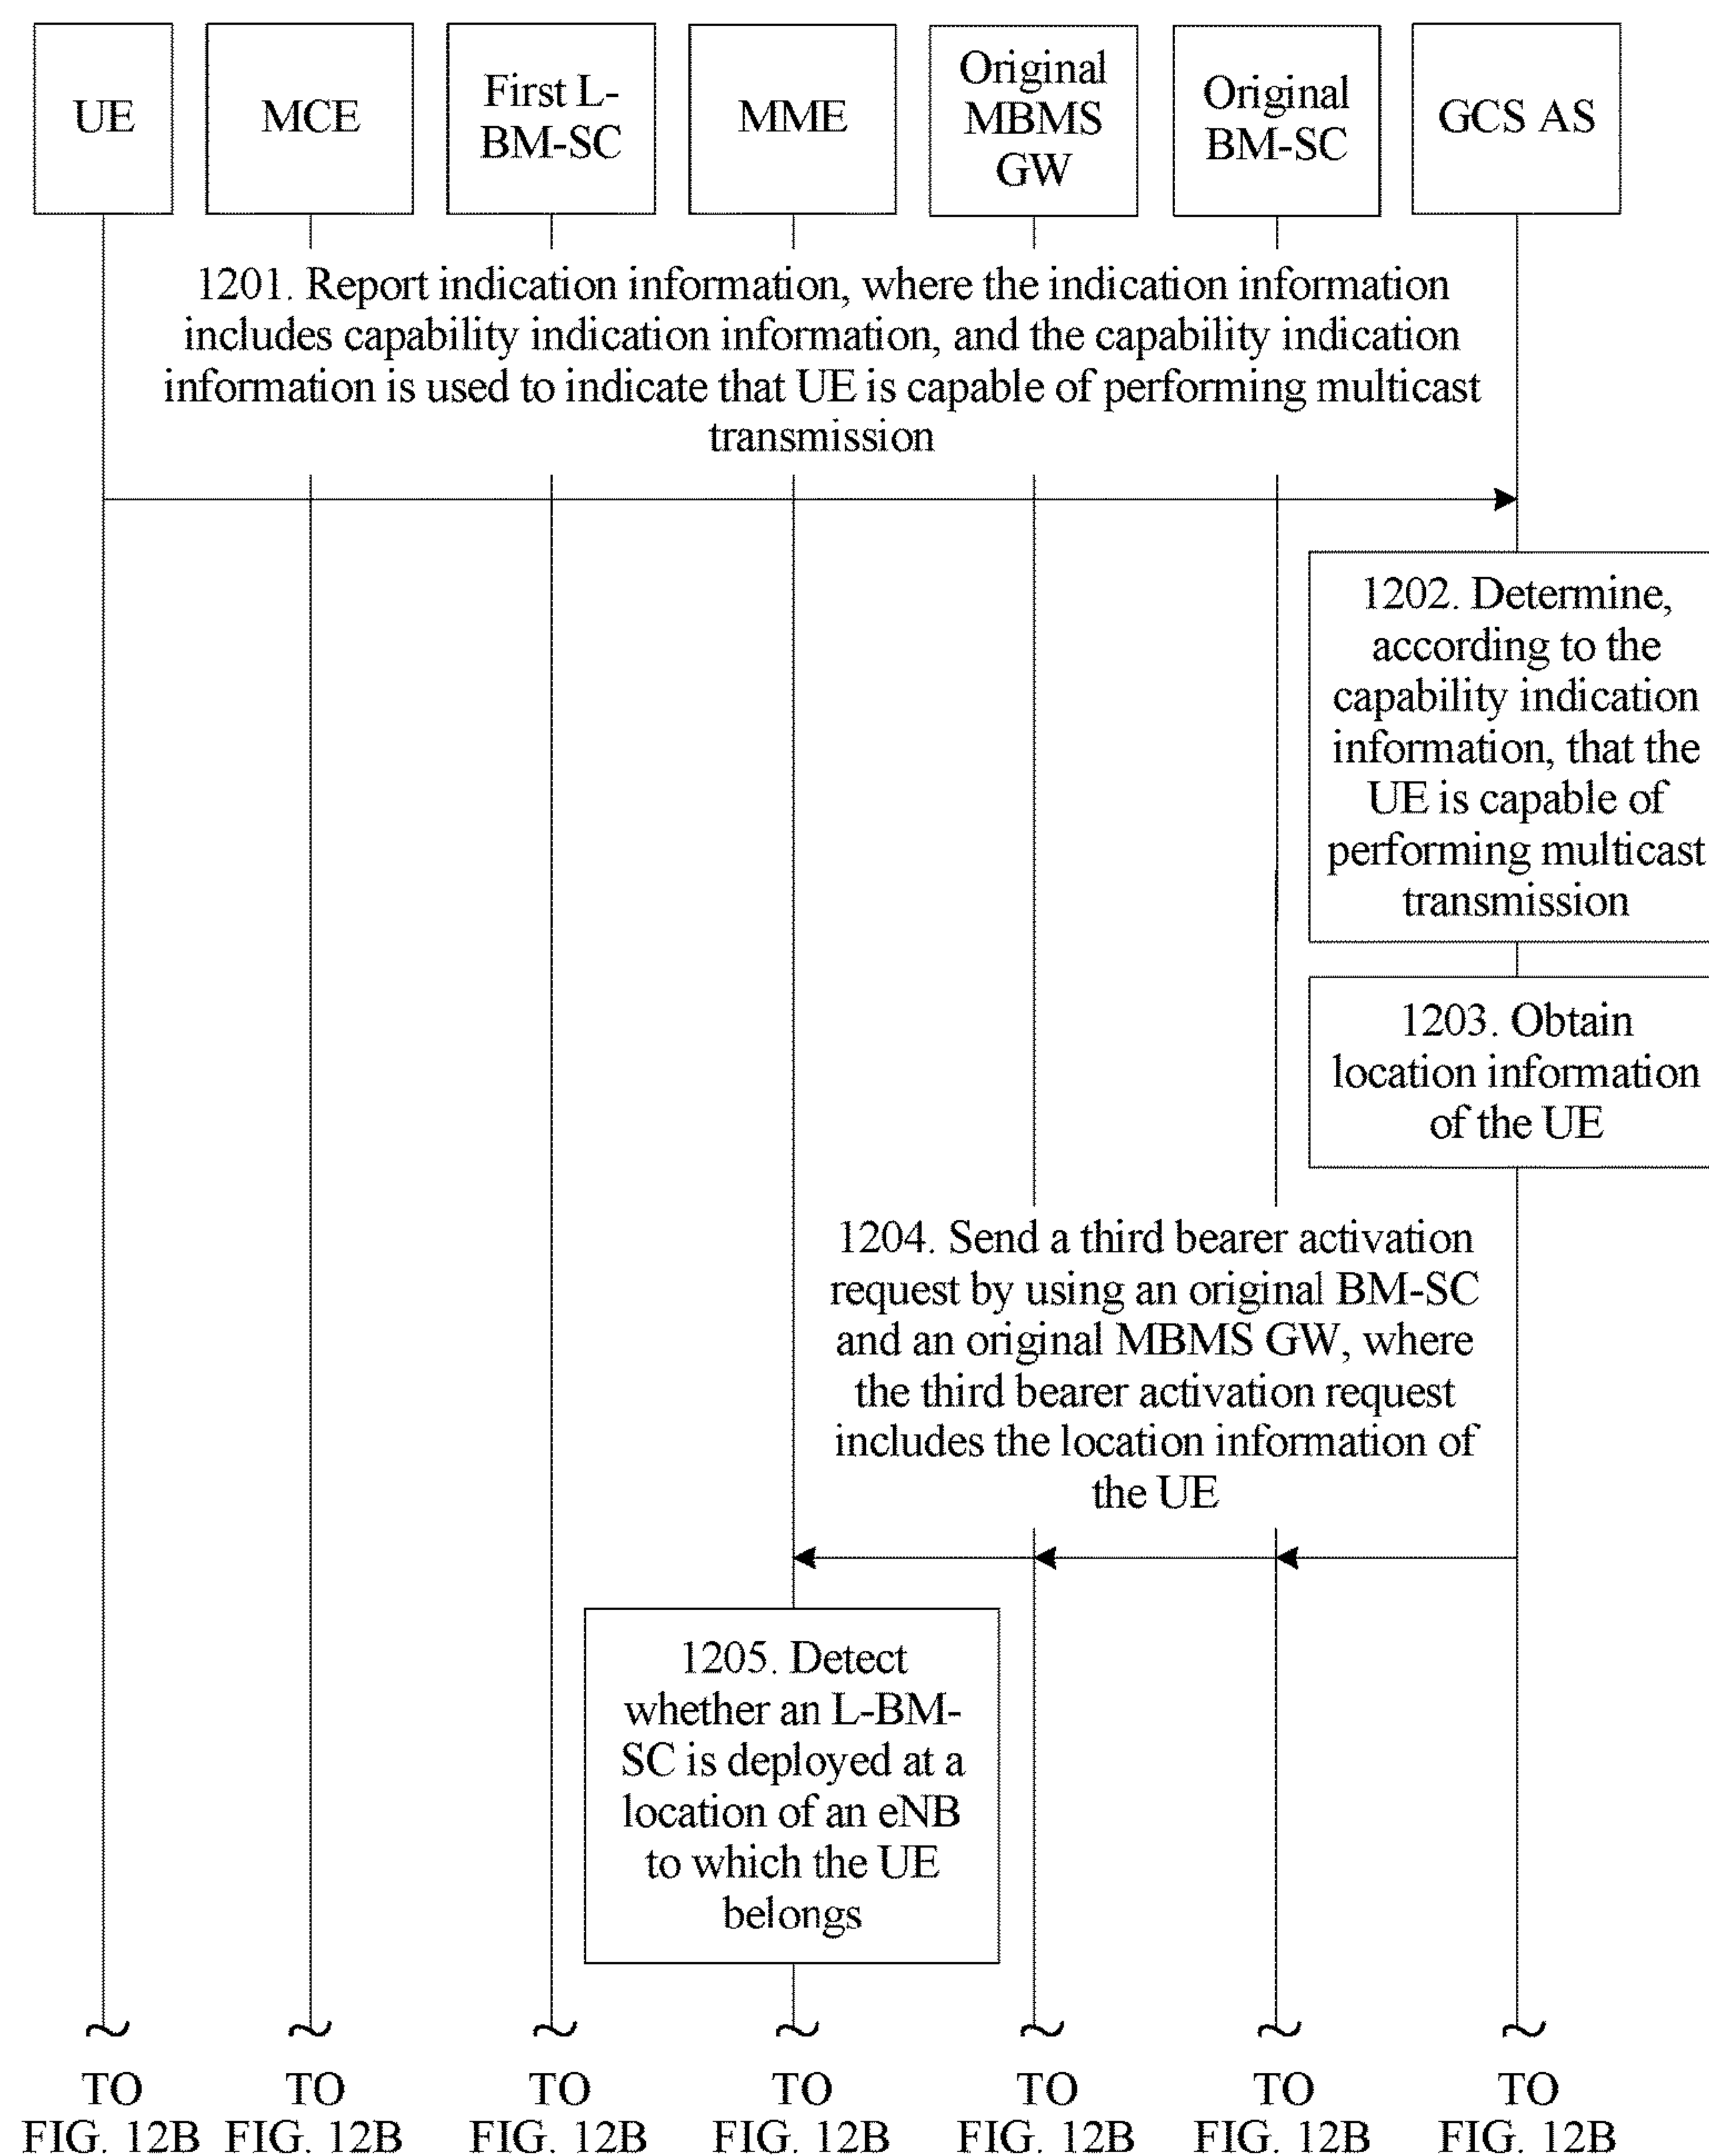 UE
MCE
First L-
BM-SC
MME
Original
MBMS
GW
Original
BM-SC
GCS AS
1201. Report indication information, where the indication information
includes capability indication information, and the capability indication
information is used to indicate that UE is capable of performing multicast
transmission
1202. Determine,
according to the
capability indication
information, that the
UE is capable of
performing multicast
transmission
1203. Obtain
location information
of the UE
1204. Send a third bearer activation
request by using an original BM-SC
and an original MBMS GW, where
the third bearer activation request
includes the location information of
the UE
1205. Detect
whether an L-BM-
SC is deployed at a
location of an eNB
to which the UE
belongs
TO
FIG. 12B
TO
FIG. 12B
TO
FIG. 12B
TO
FIG. 12B
TO
FIG. 12B
TO
FIG. 12B
TO
FIG. 12B